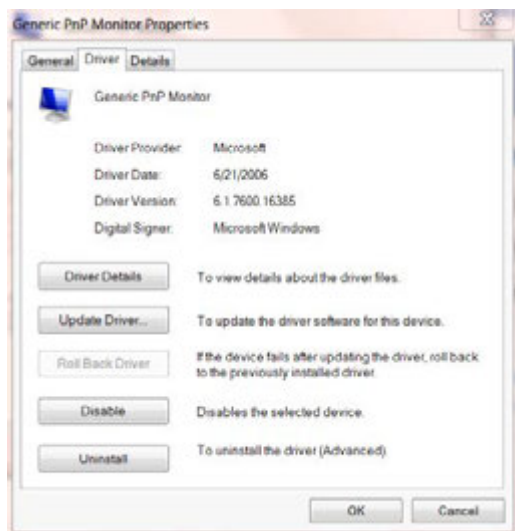 Generic PnP Monitor Properties
General Driver Details
Generic PnP Monitor
Driver Provider: Microsoft
Driver Date: 6/21/2006
Driver Version: 6.1.7600.16385
Digital Signer: Microsoft Windows
Driver Details To view details about the driver files.
Update Driver... To update the driver software for this device.
Roll Back Driver If the device fails after updating the driver, roll back
to the previously installed driver.
Disable Disables the selected device.
Uninstall To uninstall the driver (Advanced).
OK Cancel